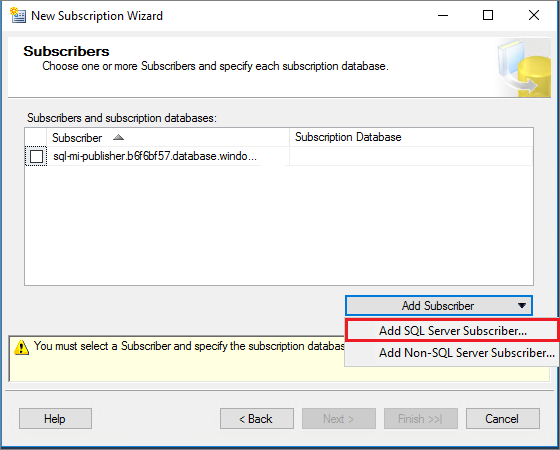 New Subscription Wizard
Subscribers
Choose one or more Subscribers and specify each subscription database.
Subscribers and subscription databases:
Subscriber Subscription Database
sql-mi-publisher.b6f6bf57.database.windo...
Add Subscriber
Add SQL Server Subscriber...
Add Non-SQL Server Subscriber...
You must select a Subscriber and specify the subscription databas
Help < Back Next > Finish >>| Cancel